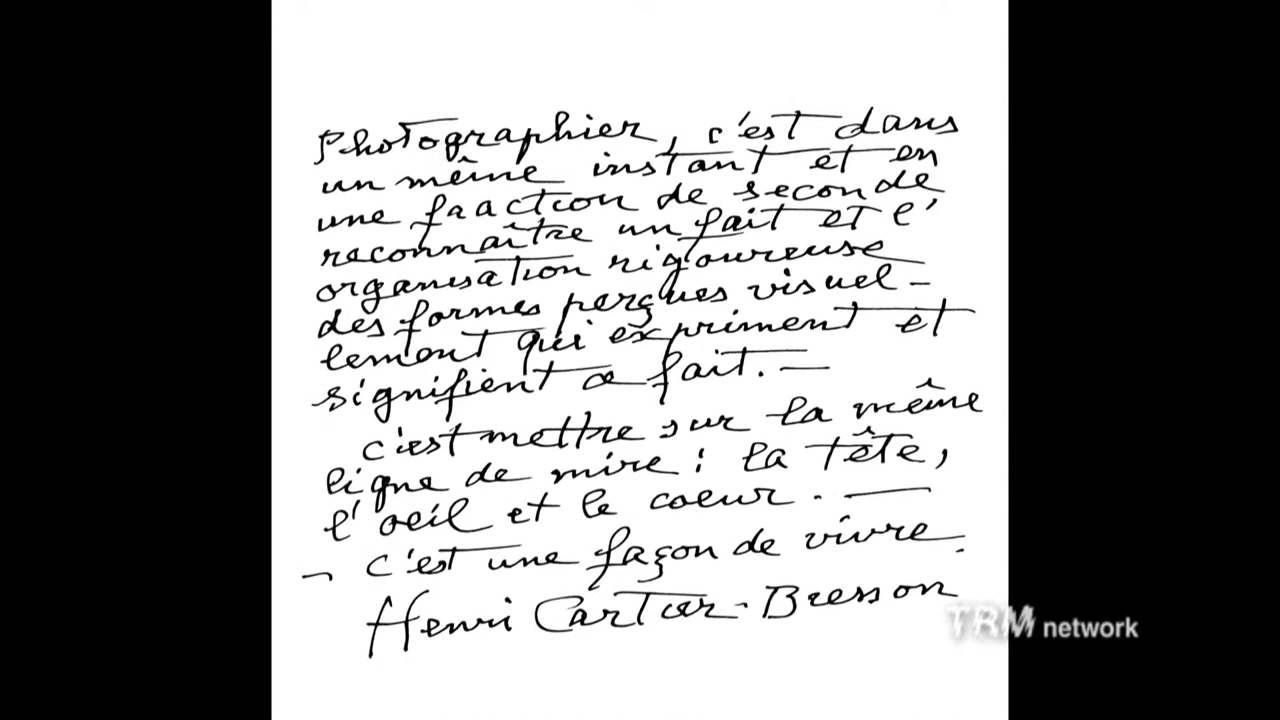 Photographier, c'est dans
un même instant et en
une fraction de seconde
reconnaître un fait et l'
organisation rigoureuse
des formes perçues visuel-
lement qui expriment et
signifient ce fait. —
c'est mettre sur la même
ligne de mire : la tête,
l'oeil et le coeur. —
¬ c'est une façon de vivre.
Henri Cartier-Bresson
TRM network